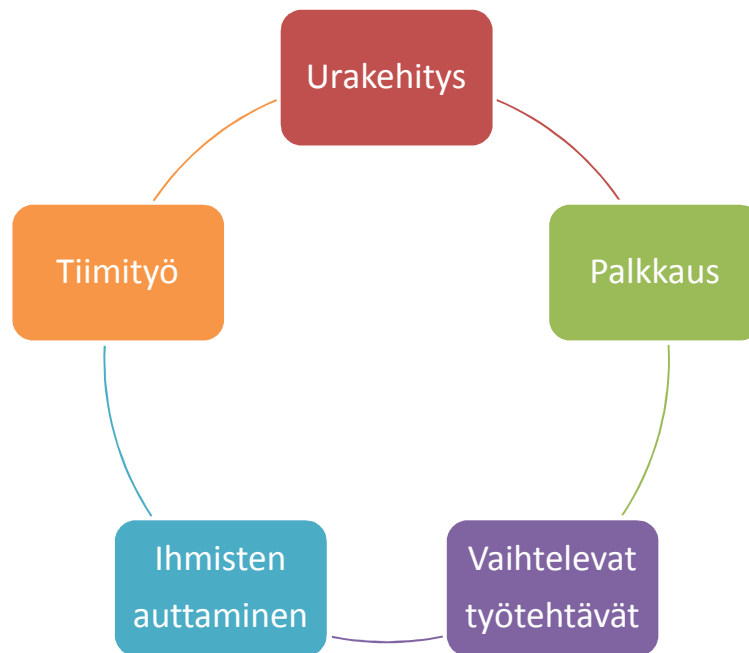 Urakehitys
Palkkaus
Vaihtelevat
työtehtävät
Ihmisten
auttaminen
Tiimityö